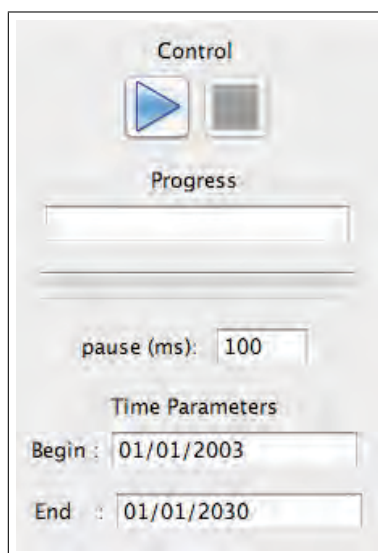 Control
Progress
pause (ms): 100
Time Parameters
Begin : 01/01/2003
End : 01/01/2030